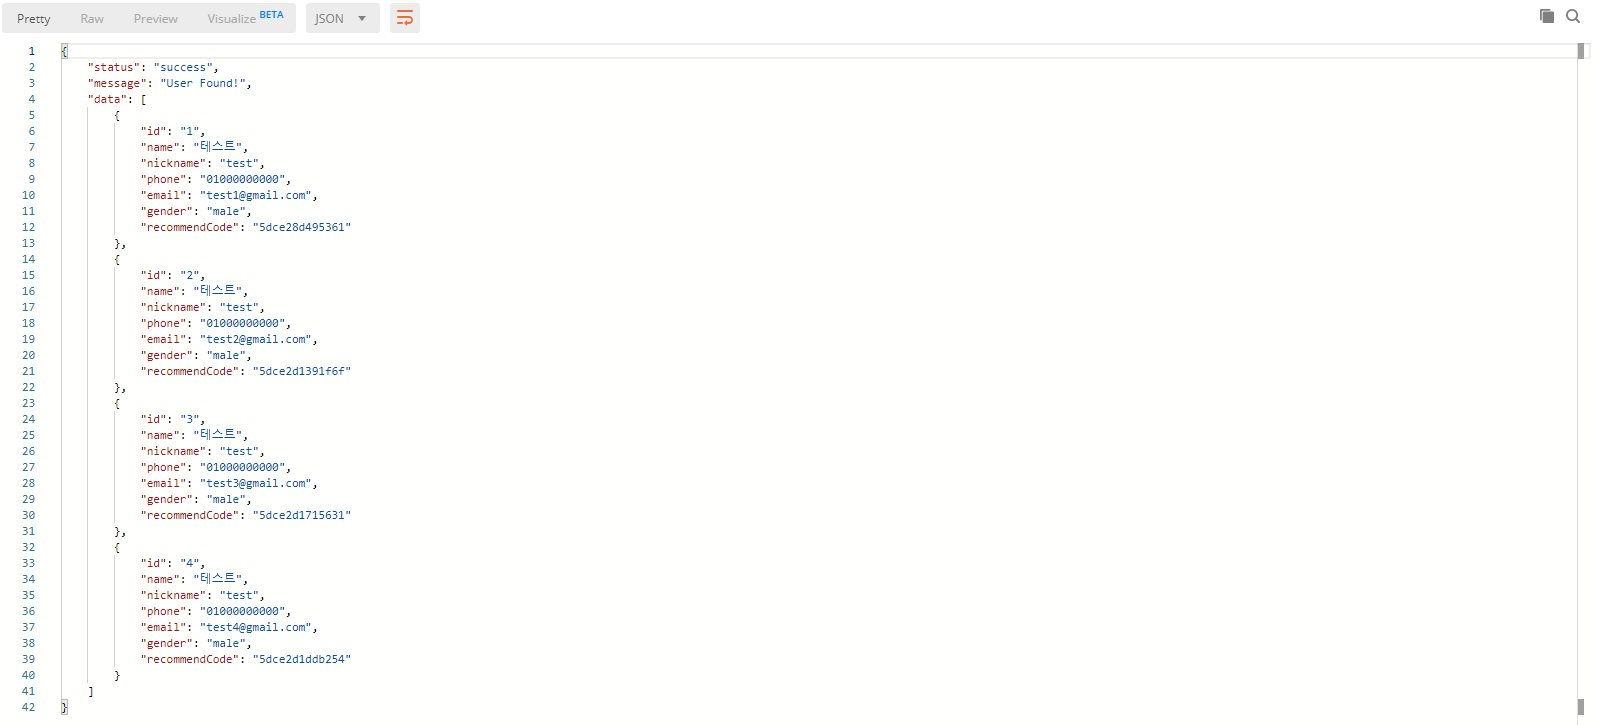 Pretty Raw Preview Visualize BETA JSON
1 {
2 "status": "success",
3 "message": "User Found!",
4 "data": [
5 {
6 "id": "1",
7 "name": "테스트",
8 "nickname": "test",
9 "phone": "01000000000",
10 "email": "test1@gmail.com",
11 "gender": "male",
12 "recommendCode": "5dce28d495361"
13 },
14 {
15 "id": "2",
16 "name": "테스트",
17 "nickname": "test",
18 "phone": "01000000000",
19 "email": "test2@gmail.com",
20 "gender": "male",
21 "recommendCode": "5dce2d1391f6f"
22 },
23 {
24 "id": "3",
25 "name": "테스트",
26 "nickname": "test",
27 "phone": "01000000000",
28 "email": "test3@gmail.com",
29 "gender": "male",
30 "recommendCode": "5dce2d1715631"
31 },
32 {
33 "id": "4",
34 "name": "테스트",
35 "nickname": "test",
36 "phone": "01000000000",
37 "email": "test4@gmail.com",
38 "gender": "male",
39 "recommendCode": "5dce2d1ddb254"
40 }
41 ]
42 }